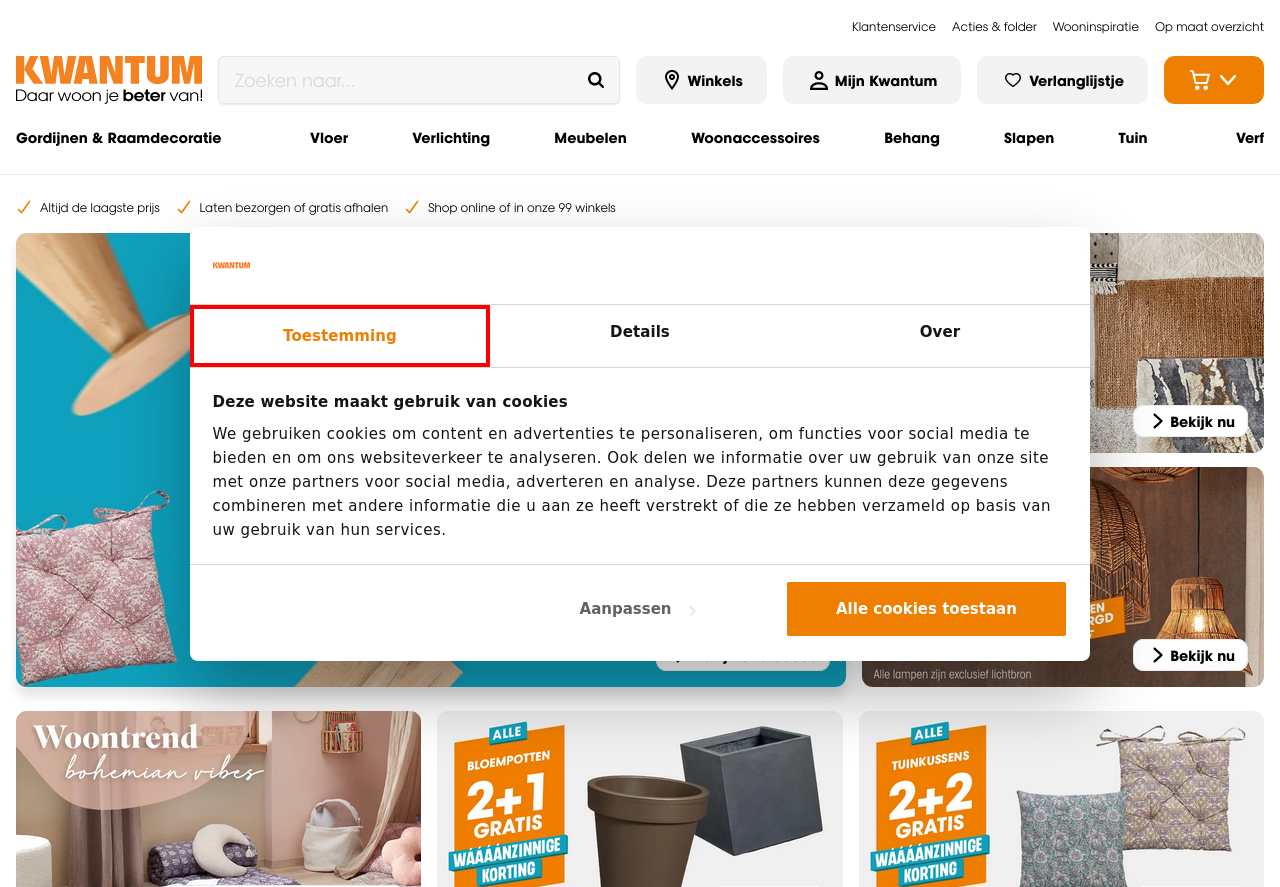 Klantenservice Acties & folder Wooninspiratie Op maat overzicht
KWANTUM
Daar woon je beter van!
Zoeken naar...
Winkels
Mijn Kwantum
Verlanglijstje
Gordijnen & Raamdecoratie Vloer Verlichting Meubelen Woonaccessoires Behang Slapen Tuin Verf
Altijd de laagste prijs Laten bezorgen of gratis afhalen Shop online of in onze 99 winkels
KWANTUM
Toestemming Details Over
Deze website maakt gebruik van cookies
We gebruiken cookies om content en advertenties te personaliseren, om functies voor social media te
bieden en om ons websiteverkeer te analyseren. Ook delen we informatie over uw gebruik van onze site
met onze partners voor social media, adverteren en analyse. Deze partners kunnen deze gegevens
combineren met andere informatie die u aan ze heeft verstrekt of die ze hebben verzameld op basis van
uw gebruik van hun services.
Aanpassen
Alle cookies toestaan
Bekijk nu
Bekijk nu
Alle lampen zijn exclusief lichtbron
Woontrend
bohemian vibes
ALLE
BLOEMPOTTEN
2+1
GRATIS
WÁÁÁÁNZINNIGE
KORTING
ALLE
TUINKUSSENS
2+2
GRATIS
WÁÁÁÁNZINNIGE
KORTING